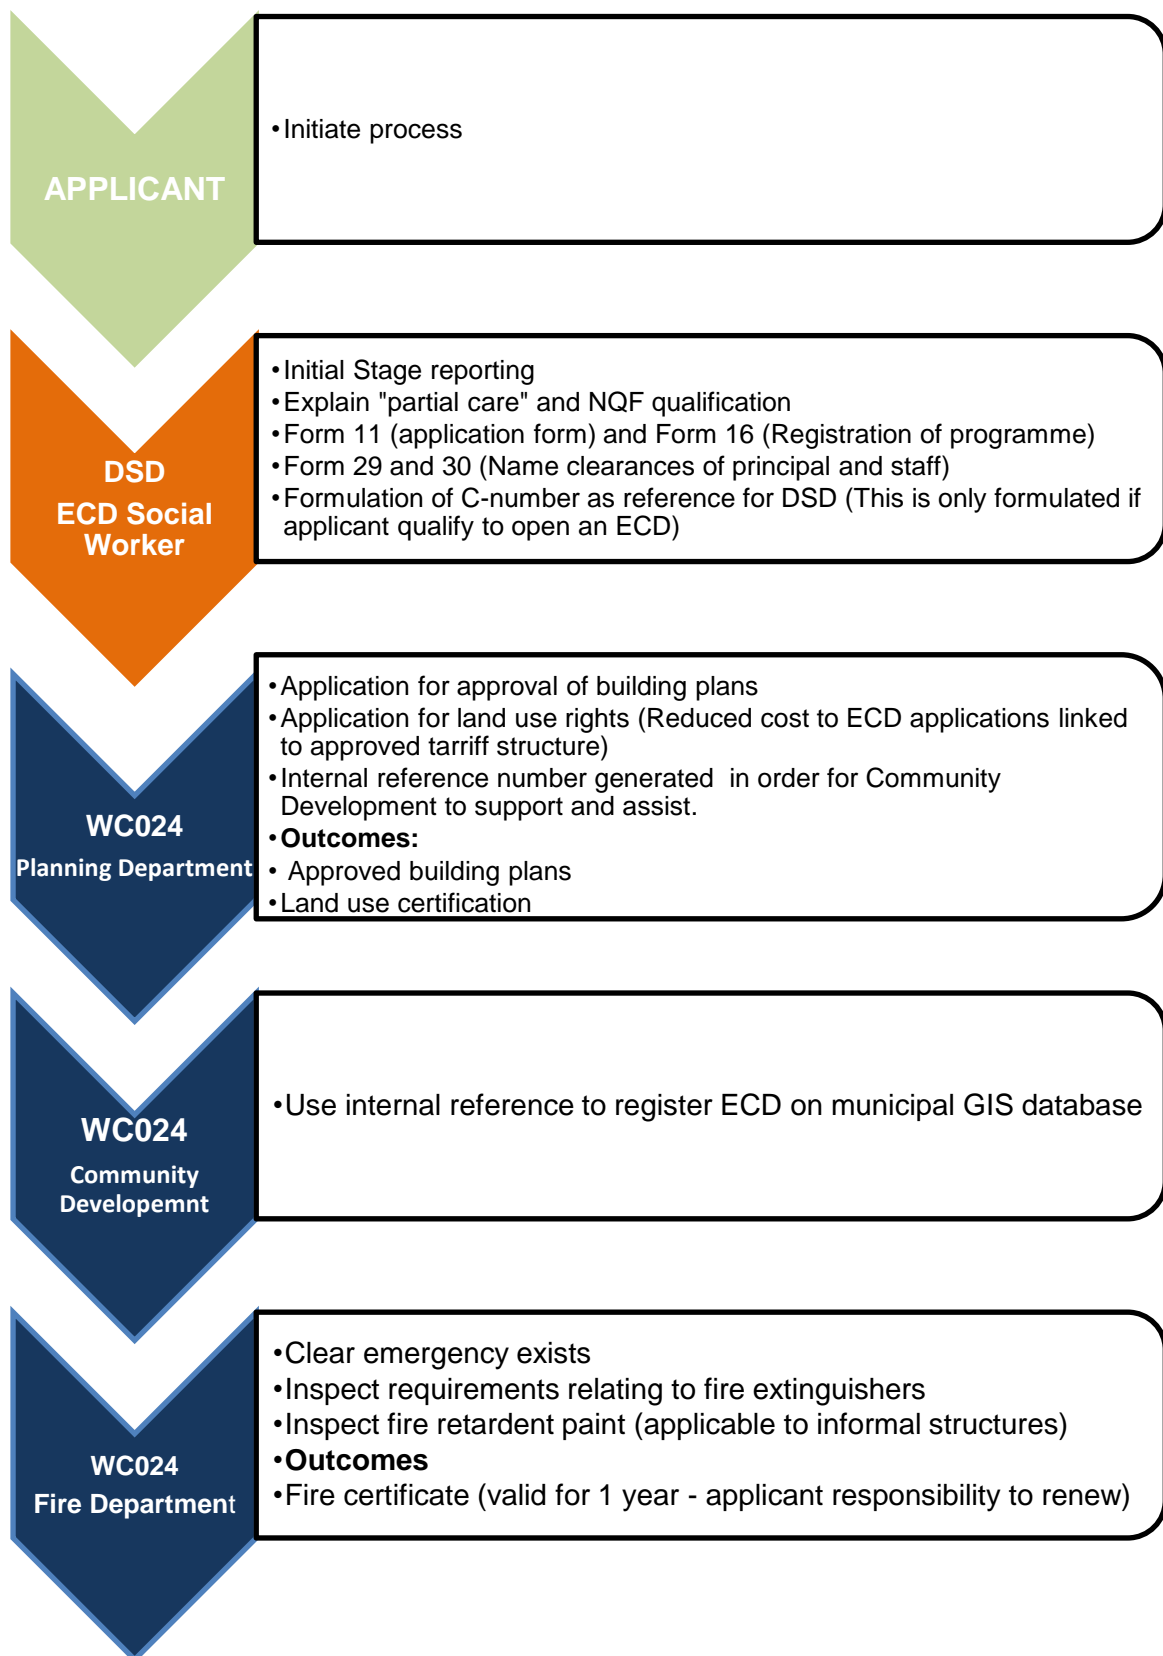 APPLICANT
•Initiate process
DSD
ECD Social
Worker
•Initial Stage reporting
•Explain "partial care" and NQF qualification
•Form 11 (application form) and Form 16 (Registration of programme)
•Form 29 and 30 (Name clearances of principal and staff)
•Formulation of C-number as reference for DSD (This is only formulated if
applicant qualify to open an ECD)
WC024
Planning Department
•Application for approval of building plans
•Application for land use rights (Reduced cost to ECD applications linked
to approved tarriff structure)
•Internal reference number generated  in order for Community
Development to support and assist.
•Outcomes:
• Approved building plans
•Land use certification
WC024
Community
Developemnt
•Use internal reference to register ECD on municipal GIS database
WC024
Fire Department
•Clear emergency exists
•Inspect requirements relating to fire extinguishers
•Inspect fire retardent paint (applicable to informal structures)
•Outcomes
•Fire certificate (valid for 1 year - applicant responsibility to renew)